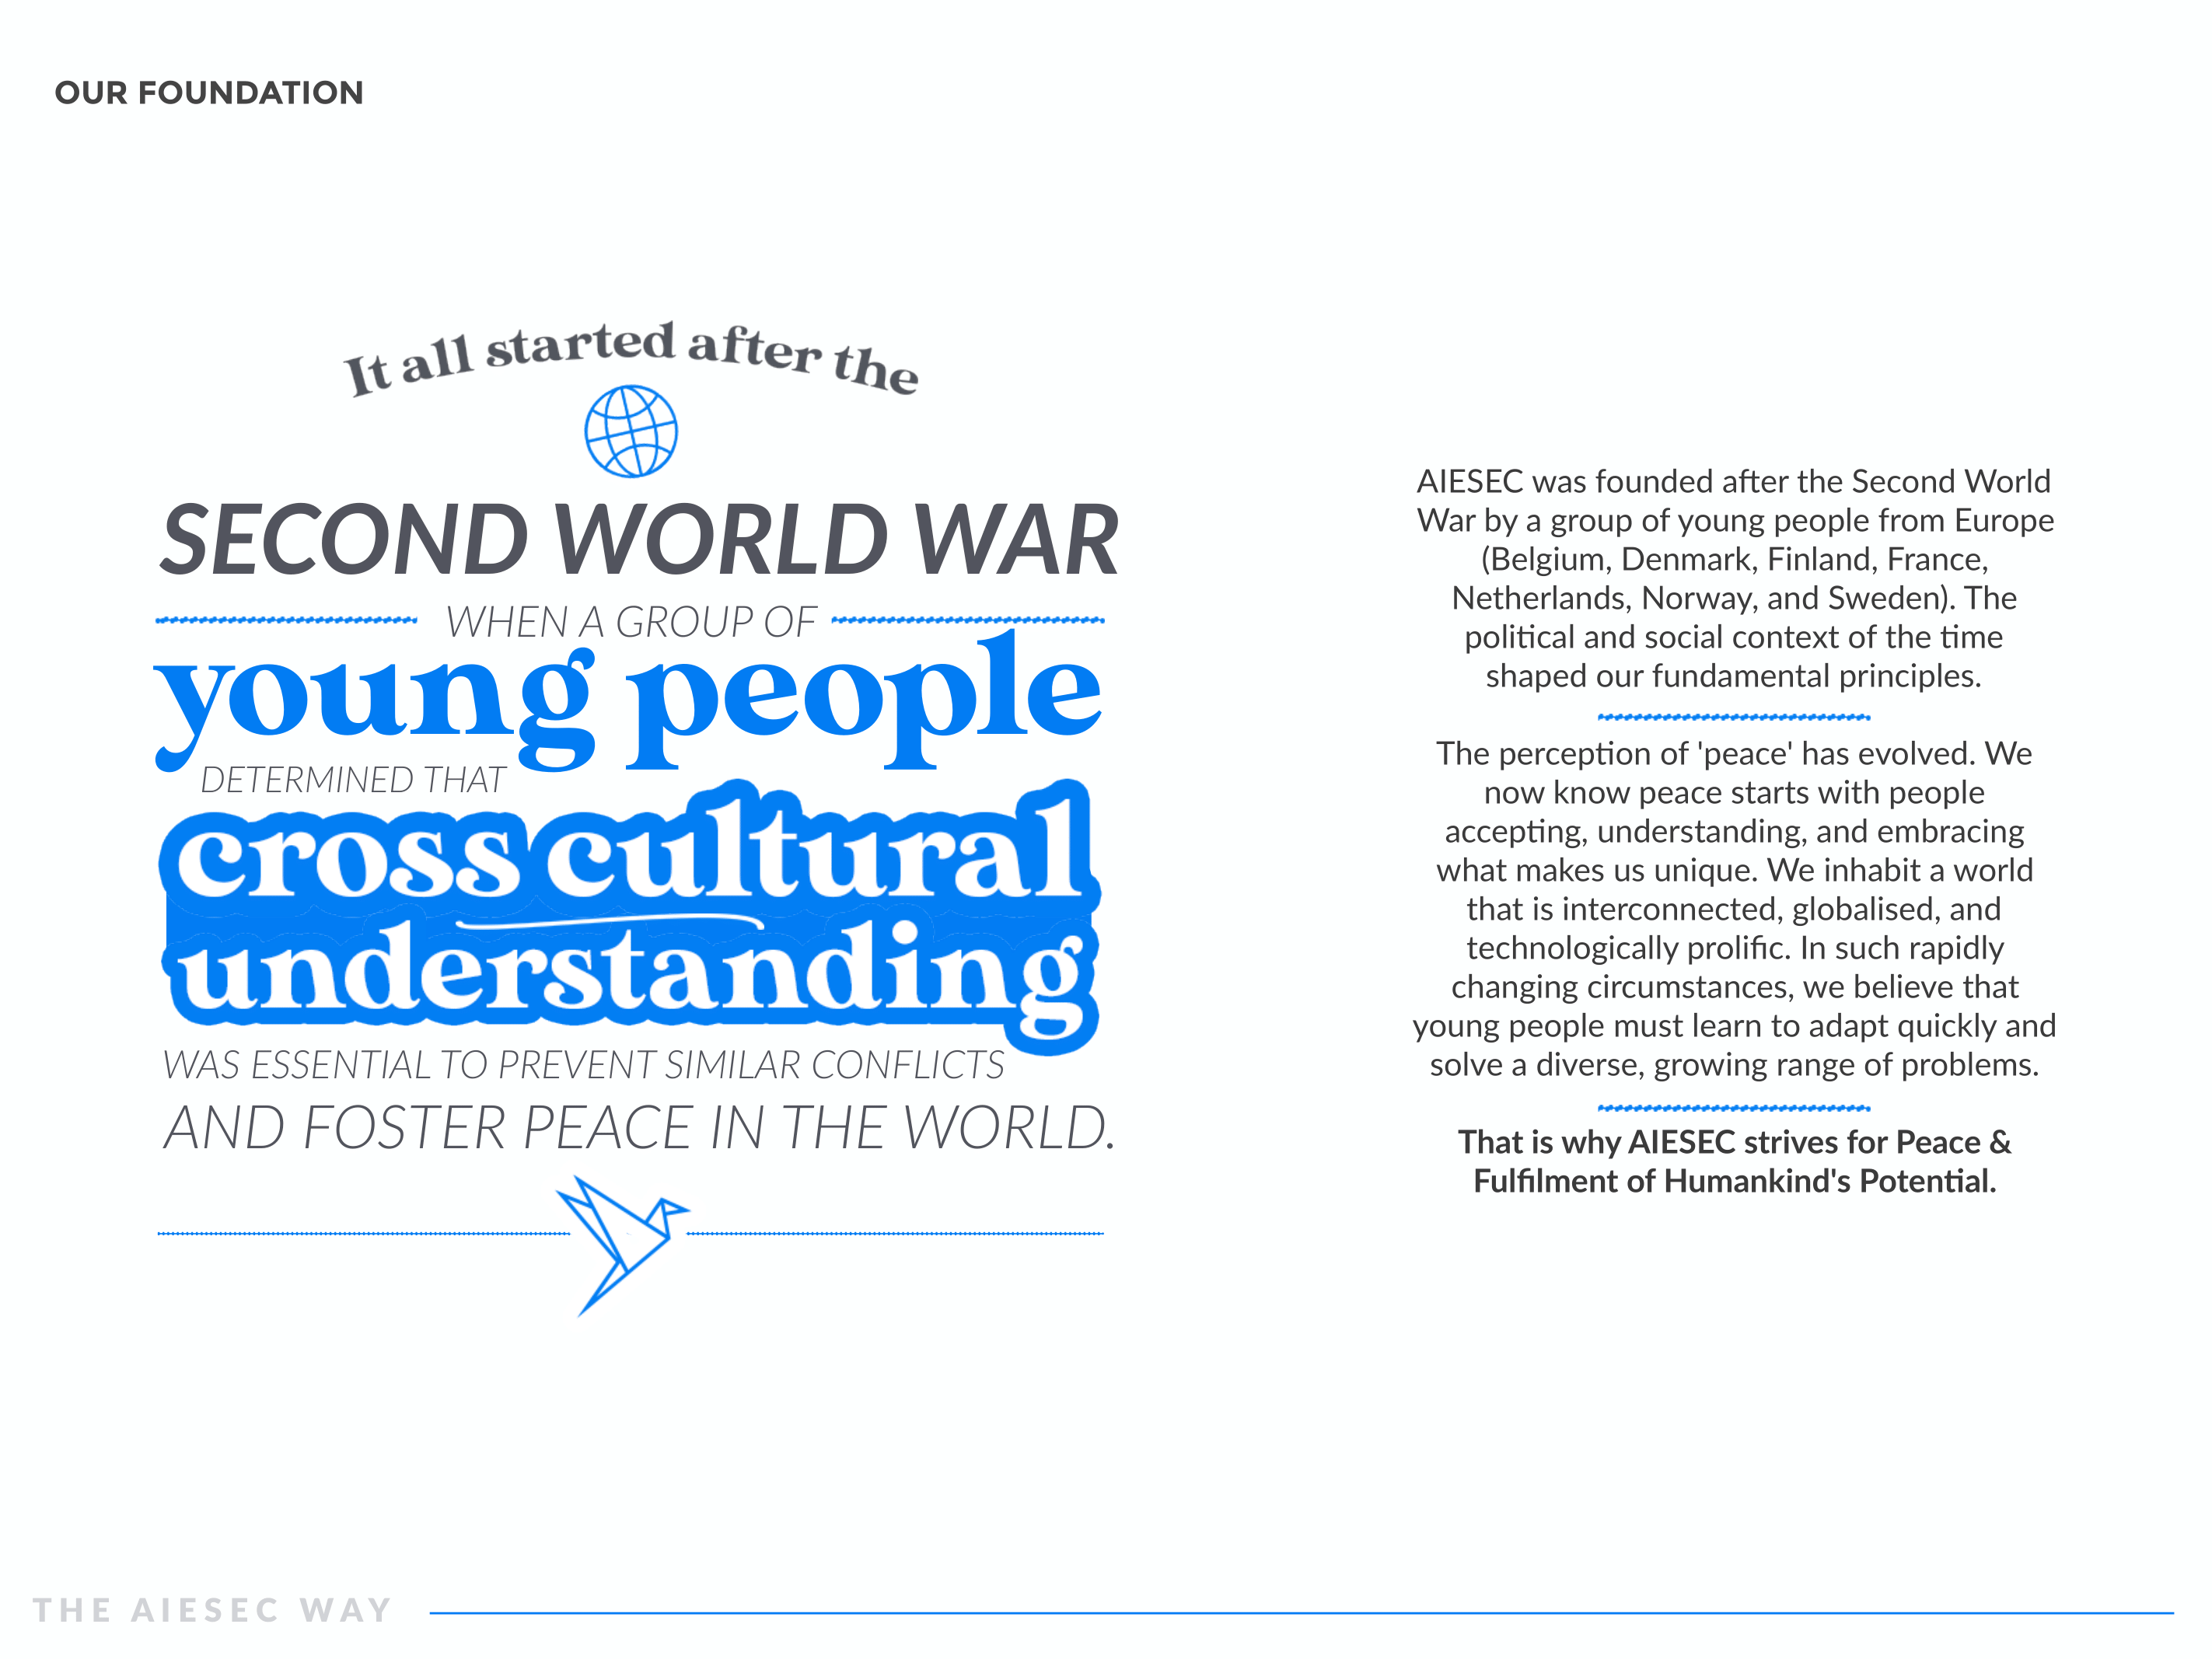 OUR FOUNDATION
It all started after the
SECOND WORLD WAR
WHEN A GROUP OF
young people
DETERMINED THAT
cross cultural
understanding
WAS ESSENTIAL TO PREVENT SIMILAR CONFLICTS
AND FOSTER PEACE IN THE WORLD.
AIESEC was founded after the Second World
War by a group of young people from Europe
(Belgium, Denmark, Finland, France,
Netherlands, Norway, and Sweden). The
political and social context of the time
shaped our fundamental principles.
The perception of 'peace' has evolved. We
now know peace starts with people
accepting, understanding, and embracing
what makes us unique. We inhabit a world
that is interconnected, globalised, and
technologically prolific. In such rapidly
changing circumstances, we believe that
young people must learn to adapt quickly and
solve a diverse, growing range of problems.
That is why AIESEC strives for Peace &
Fulfilment of Humankind's Potential.
THE AIESEC WAY